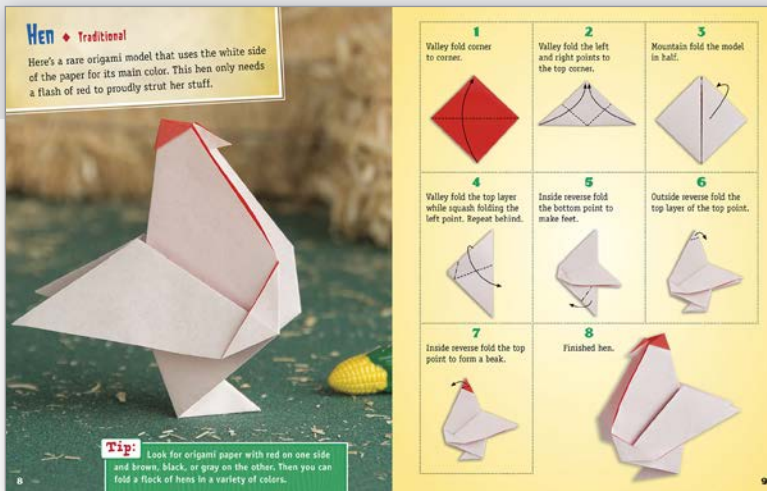 Hen ◆ Traditional
Here's a rare origami model that uses the white side
of the paper for its main color. This hen only needs
a flash of red to proudly strut her stuff.
Tip: Look for origami paper with red on one side
and brown, black, or gray on the other. Then you can
fold a flock of hens in a variety of colors.
8
1
Valley fold corner
to corner.
2
Valley fold the left
and right points to
the top corner.
3
Mountain fold the model
in half.
4
Valley fold the top layer
while squash folding the
left point. Repeat behind.
5
Inside reverse fold
the bottom point to
make feet.
6
Outside reverse fold the
top layer of the top point.
7
Inside reverse fold the top
point to form a beak.
8
Finished hen.
9